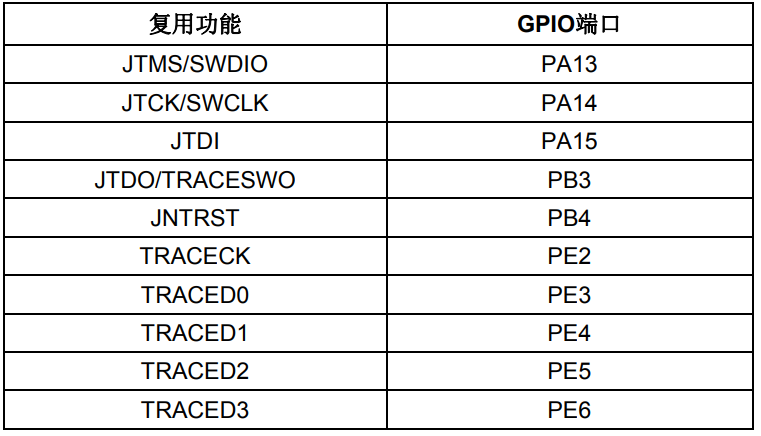 复用功能 GPIO端口
JTMS/SWDIO PA13
JTCK/SWCLK PA14
JTDI PA15
JTDO/TRACESWO PB3
JNTRST PB4
TRACECK PE2
TRACED0 PE3
TRACED1 PE4
TRACED2 PE5
TRACED3 PE6